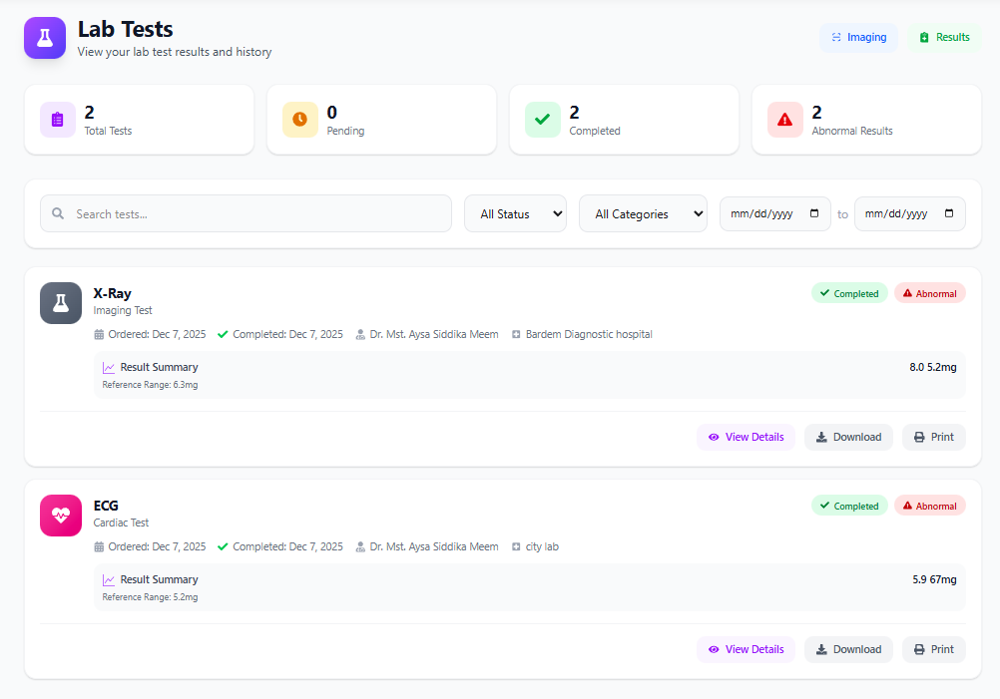 Lab Tests
View your lab test results and history
Imaging
Results
2
Total Tests
0
Pending
2
Completed
2
Abnormal Results
Search tests...
All Status
All Categories
mm/dd/yyyy
to
mm/dd/yyyy
X-Ray
Completed
Abnormal
Imaging Test
Ordered: Dec 7, 2025 Completed: Dec 7, 2025 Dr. Mst. Aysa Siddika Meem Bardem Diagnostic hospital
Result Summary
8.0 5.2mg
Reference Range: 6.3mg
View Details
Download
Print
ECG
Completed
Abnormal
Cardiac Test
Ordered: Dec 7, 2025 Completed: Dec 7, 2025 Dr. Mst. Aysa Siddika Meem city lab
Result Summary
5.9 67mg
Reference Range: 5.2mg
View Details
Download
Print